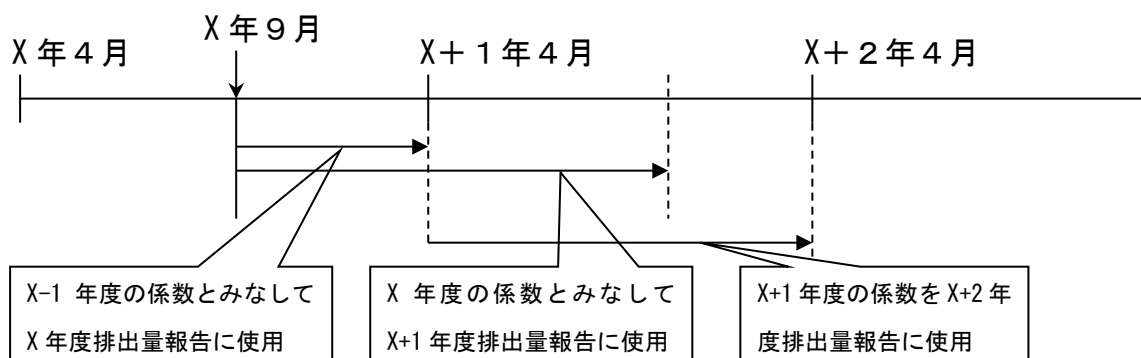 X年4月
X年9月
X+1年4月
X+2年4月
X-1 年度の係数とみなして
X 年度排出量報告に使用
X 年度の係数とみなして
X+1 年度排出量報告に使用
X+1 年度の係数を X+2 年
度排出量報告に使用